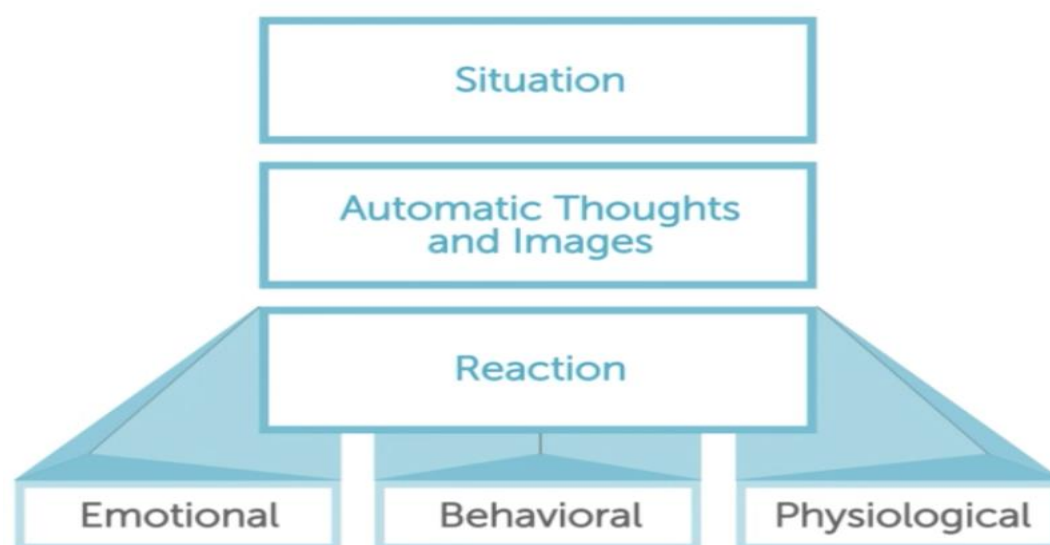 Situation
Automatic Thoughts
and Images
Reaction
Emotional
Behavioral
Physiological